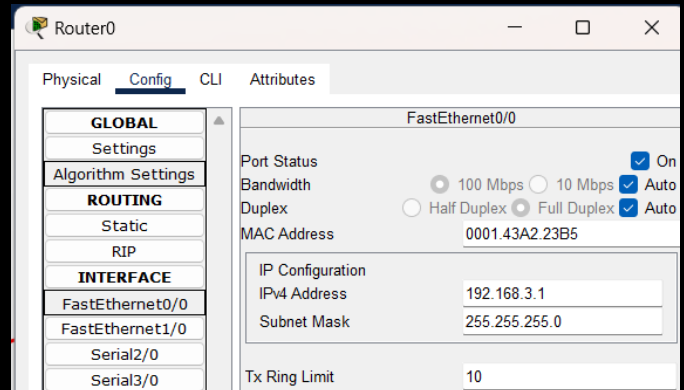 Router0
Physical Config CLI Attributes
GLOBAL
Settings
Algorithm Settings
ROUTING
Static
RIP
INTERFACE
FastEthernet0/0
FastEthernet1/0
Serial2/0
Serial3/0
FastEthernet0/0
Port Status On
Bandwidth 100 Mbps 10 Mbps Auto
Duplex Half Duplex Full Duplex Auto
MAC Address 0001.43A2.23B5
IP Configuration
IPv4 Address 192.168.3.1
Subnet Mask 255.255.255.0
Tx Ring Limit 10